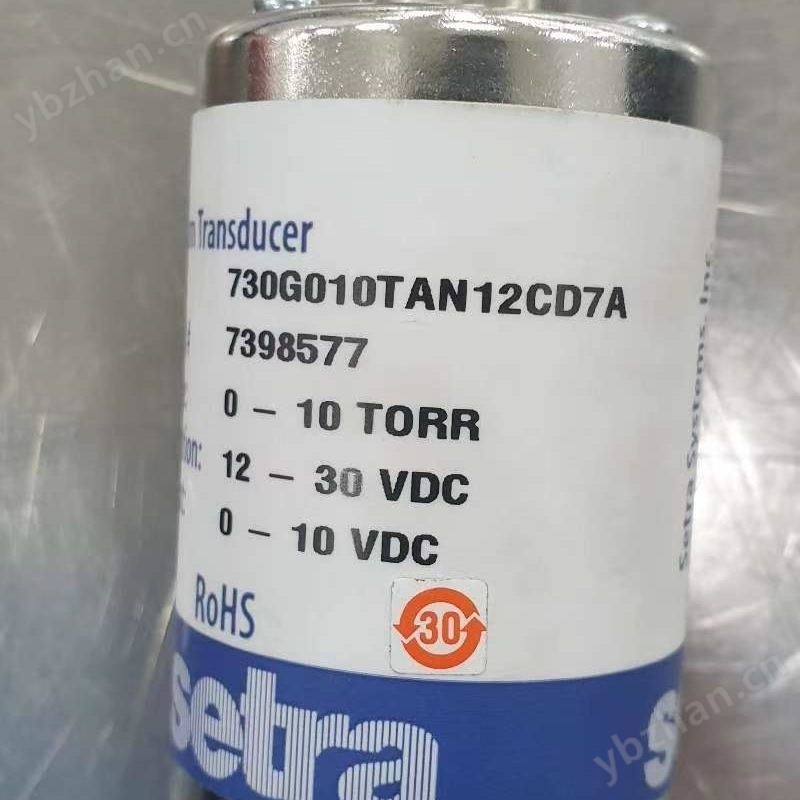 ybzhan.cn
Transducer
730G010TAN12CD7A
# 7398577
0 – 10 TORR
12 – 30 VDC
0 – 10 VDC
RoHS
30
setra
Setra Systems, Inc.
ybzhan.cn